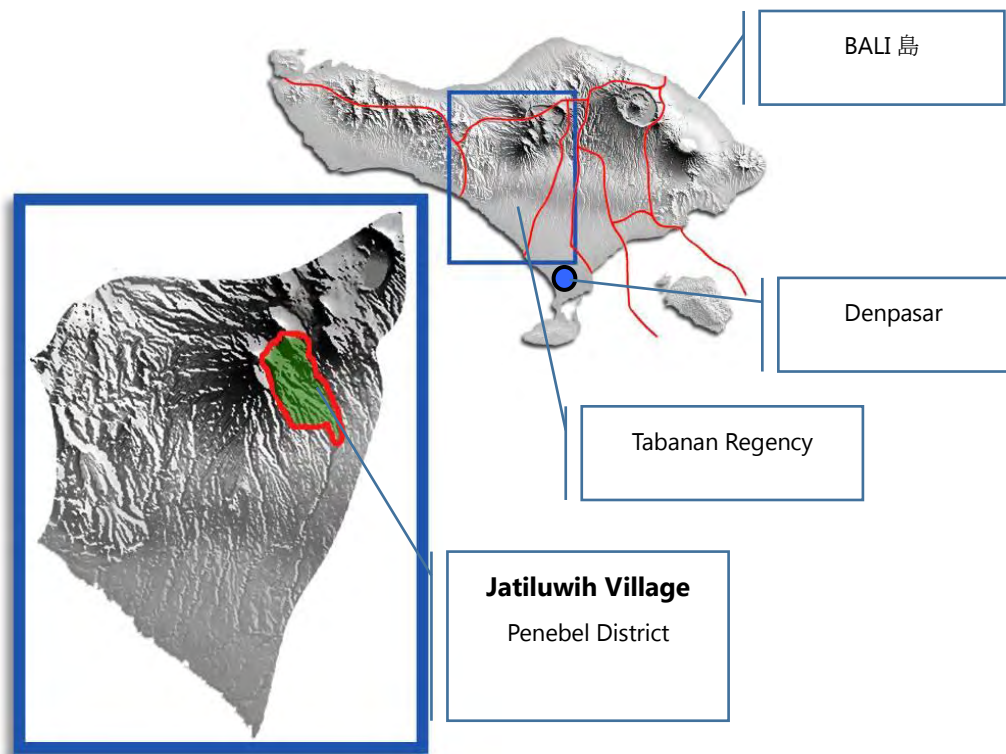 BALI 島
Denpasar
Tabanan Regency
Jatiluwih Village
Penebel District